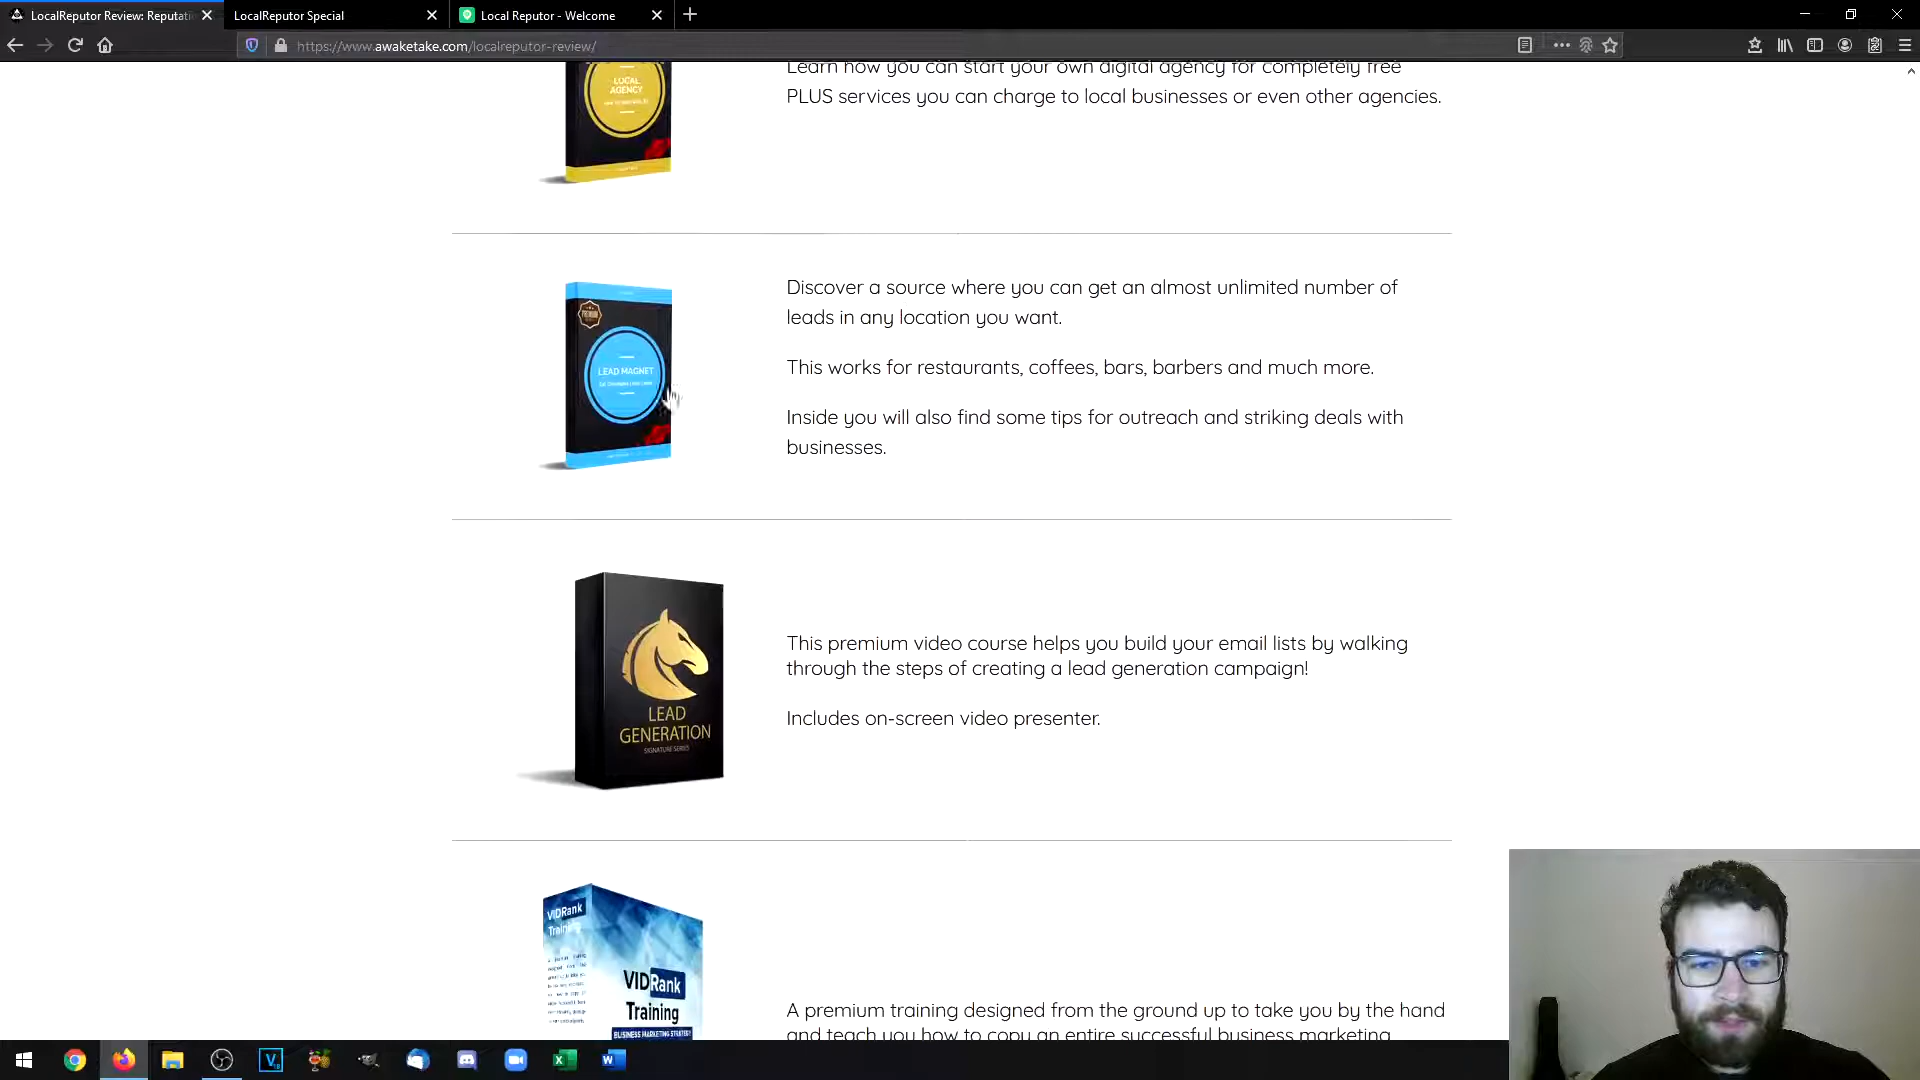 LocalReputor Review: Reputati
LocalReputor Special
Local Reputor - Welcome
https://www.awaketake.com/localreputor-review/
Learn how you can start your own digital agency for completely free
PLUS services you can charge to local businesses or even other agencies.
LOCAL
AGENCY
Discover a source where you can get an almost unlimited number of
leads in any location you want.
This works for restaurants, coffees, bars, barbers and much more.
Inside you will also find some tips for outreach and striking deals with
businesses.
PREMIUM
LEAD MAGNET
This premium video course helps you build your email lists by walking
through the steps of creating a lead generation campaign!
Includes on-screen video presenter.
LEAD
GENERATION
SIGNATURE SERIES
VIDRank
Training
VIDRank
Training
BUSINESS MARKETING STRATEGY
A premium training designed from the ground up to take you by the hand
and teach you how to copy an entire successful business marketing